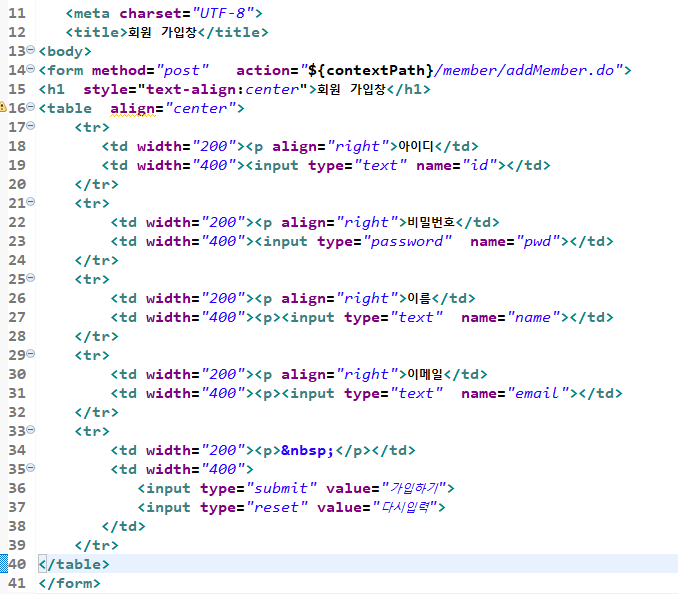 11 <meta charset="UTF-8">
12 <title>회원 가입창</title>
13 <body>
14 <form method="post"   action="${contextPath}/member/addMember.do">
15 <h1  style="text-align:center">회원 가입창</h1>
16 <table  align="center">
17     <tr>
18        <td width="200"><p align="right">아이디</td>
19        <td width="400"><input type="text" name="id"></td>
20     </tr>
21     <tr>
22         <td width="200"><p align="right">비밀번호</td>
23         <td width="400"><input type="password"  name="pwd"></td>
24     </tr>
25     <tr>
26         <td width="200"><p align="right">이름</td>
27         <td width="400"><p><input type="text"  name="name"></td>
28     </tr>
29     <tr>
30         <td width="200"><p align="right">이메일</td>
31         <td width="400"><p><input type="text"  name="email"></td>
32     </tr>
33     <tr>
34         <td width="200"><p>&nbsp;</p></td>
35         <td width="400">
36            <input type="submit" value="가입하기">
37            <input type="reset" value="다시입력">
38        </td>
39     </tr>
40 </table>
41 </form>